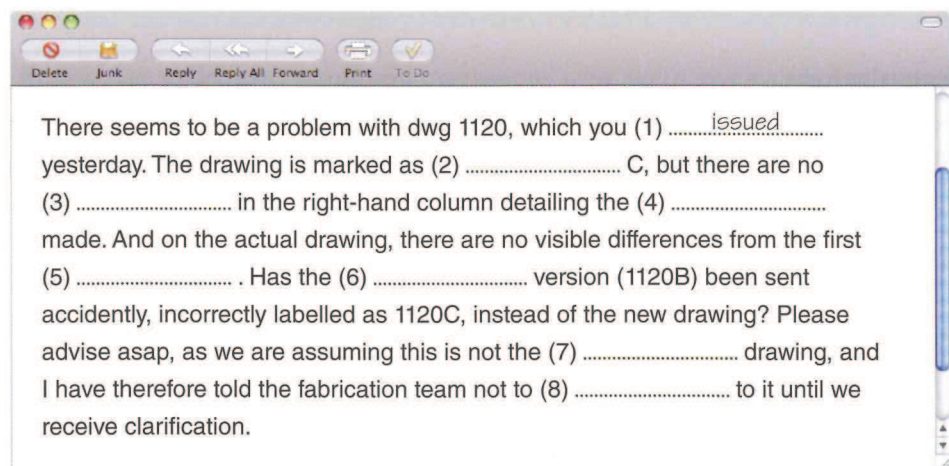 Delete Junk Reply Reply All Forward Print To Do
There seems to be a problem with dwg 1120, which you (1) ........issued........
yesterday. The drawing is marked as (2) ................................ C, but there are no
(3) ................................ in the right-hand column detailing the (4) ................................
made. And on the actual drawing, there are no visible differences from the first
(5) ................................ . Has the (6) ................................ version (1120B) been sent
accidently, incorrectly labelled as 1120C, instead of the new drawing? Please
advise asap, as we are assuming this is not the (7) ................................ drawing, and
I have therefore told the fabrication team not to (8) ................................ to it until we
receive clarification.